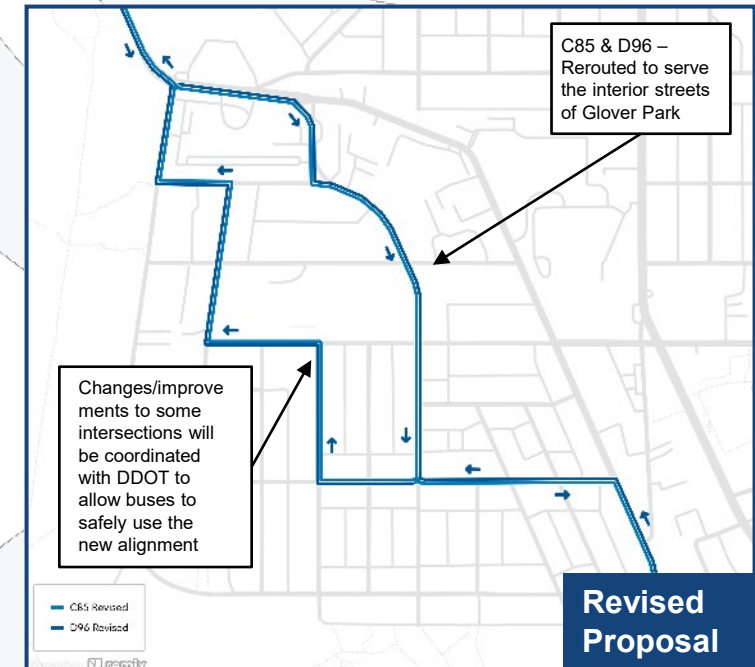 C85 & D96 –
Rerouted to serve
the interior streets
of Glover Park
Changes/improve
ments to some
intersections will
be coordinated
with DDOT to
allow buses to
safely use the
new alignment
C85 Revised
D96 Revised
remix
Revised
Proposal